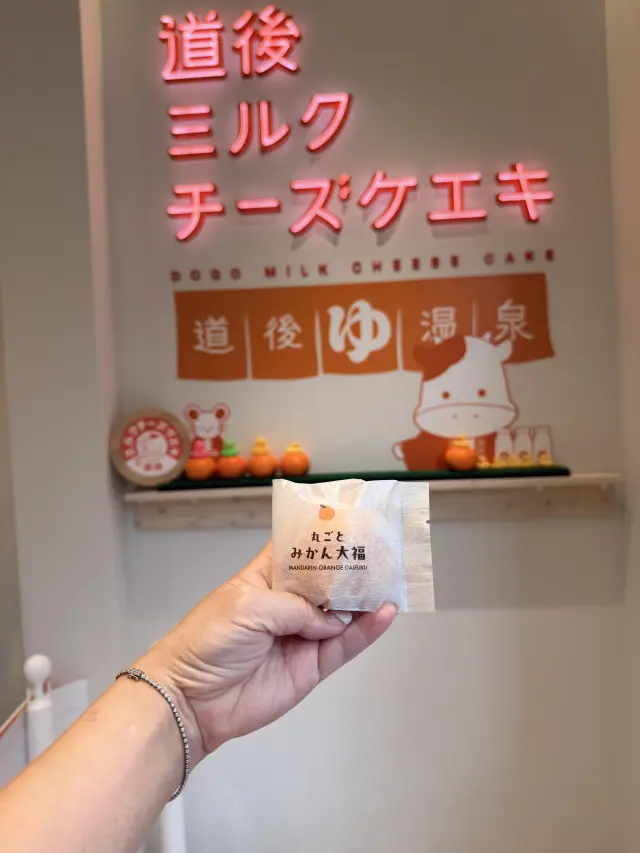 道後
ミルク
チーズケエキ
DOGO MILK CHEESE CAKE
道後ゆ温泉
丸ごと
みかん大福
MANDARIN ORANGE DAIFUKU